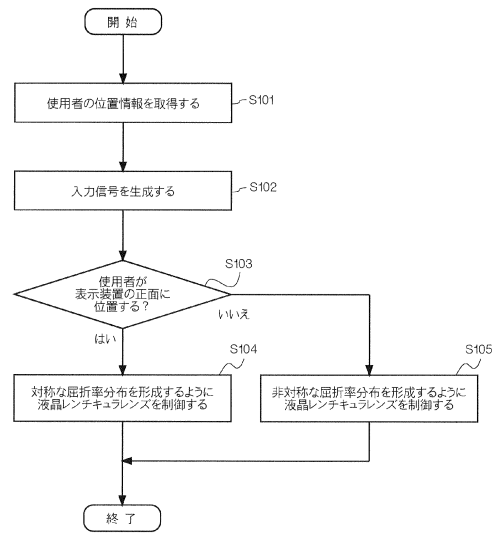 開 始
使用者の位置情報を取得する
S101
入力信号を生成する
S102
S103
使用者が
表示装置の正面に
位置する?
いいえ
はい
S104
対称な屈折率分布を形成するように
液晶レンチキュラレンズを制御する
S105
非対称な屈折率分布を形成するように
液晶レンチキュラレンズを制御する
終 了